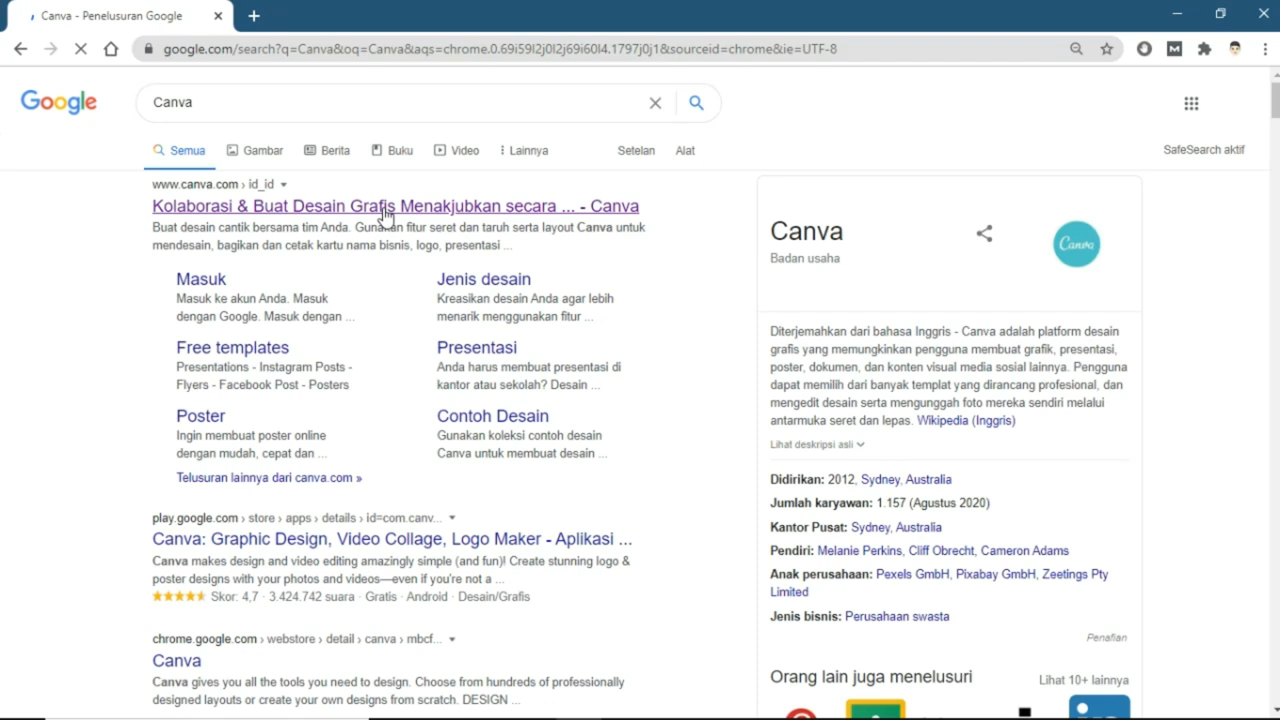 Canva - Penelusuran Google
google.com/search?q=Canva&oq=Canva&aqs=chrome.0.69i59l2j0l2j69i60l4.1797j0j1&sourceid=chrome&ie=UTF-8
Google
Canva
Semua
Gambar
Berita
Buku
Video
Lainnya
Setelan
Alat
SafeSearch aktif
www.canva.com › id_id
Kolaborasi & Buat Desain Grafis Menakjubkan secara ... - Canva
Buat desain cantik bersama tim Anda. Gunakan fitur seret dan taruh serta layout Canva untuk
mendesain, bagikan dan cetak kartu nama bisnis, logo, presentasi ...
Masuk
Masuk ke akun Anda. Masuk
dengan Google. Masuk dengan ...
Jenis desain
Kreasikan desain Anda agar lebih
menarik menggunakan fitur ...
Free templates
Presentations - Instagram Posts -
Flyers - Facebook Post - Posters
Presentasi
Anda harus membuat presentasi di
kantor atau sekolah? Desain ...
Poster
Ingin membuat poster online
dengan mudah, cepat dan ...
Contoh Desain
Gunakan koleksi contoh desain
Canva untuk membuat desain ...
Telusuran lainnya dari canva.com »
play.google.com › store › apps › details › id=com.canv...
Canva: Graphic Design, Video Collage, Logo Maker - Aplikasi ...
Canva makes design and video editing amazingly simple (and fun)! Create stunning logo &
poster designs with your photos and videos—even if you're not a ...
Skor: 4,7 · 3.424.742 suara · Gratis · Android · Desain/Grafis
chrome.google.com › webstore › detail › canva › mbcf...
Canva
Canva gives you all the tools you need to design. Choose from hundreds of professionally
designed layouts or create your own designs from scratch. DESIGN ...
Canva
Badan usaha
Canva
Diterjemahkan dari bahasa Inggris - Canva adalah platform desain
grafis yang memungkinkan pengguna membuat grafik, presentasi,
poster, dokumen, dan konten visual media sosial lainnya. Pengguna
dapat memilih dari banyak templat yang dirancang profesional, dan
mengedit desain serta mengunggah foto mereka sendiri melalui
antarmuka seret dan lepas. Wikipedia (Inggris)
Lihat deskripsi asli
Didirikan: 2012, Sydney, Australia
Jumlah karyawan: 1.157 (Agustus 2020)
Kantor Pusat: Sydney, Australia
Pendiri: Melanie Perkins, Cliff Obrecht, Cameron Adams
Anak perusahaan: Pexels GmbH, Pixabay GmbH, Zeetings Pty
Limited
Jenis bisnis: Perusahaan swasta
Penafian
Orang lain juga menelusuri
Lihat 10+ lainnya